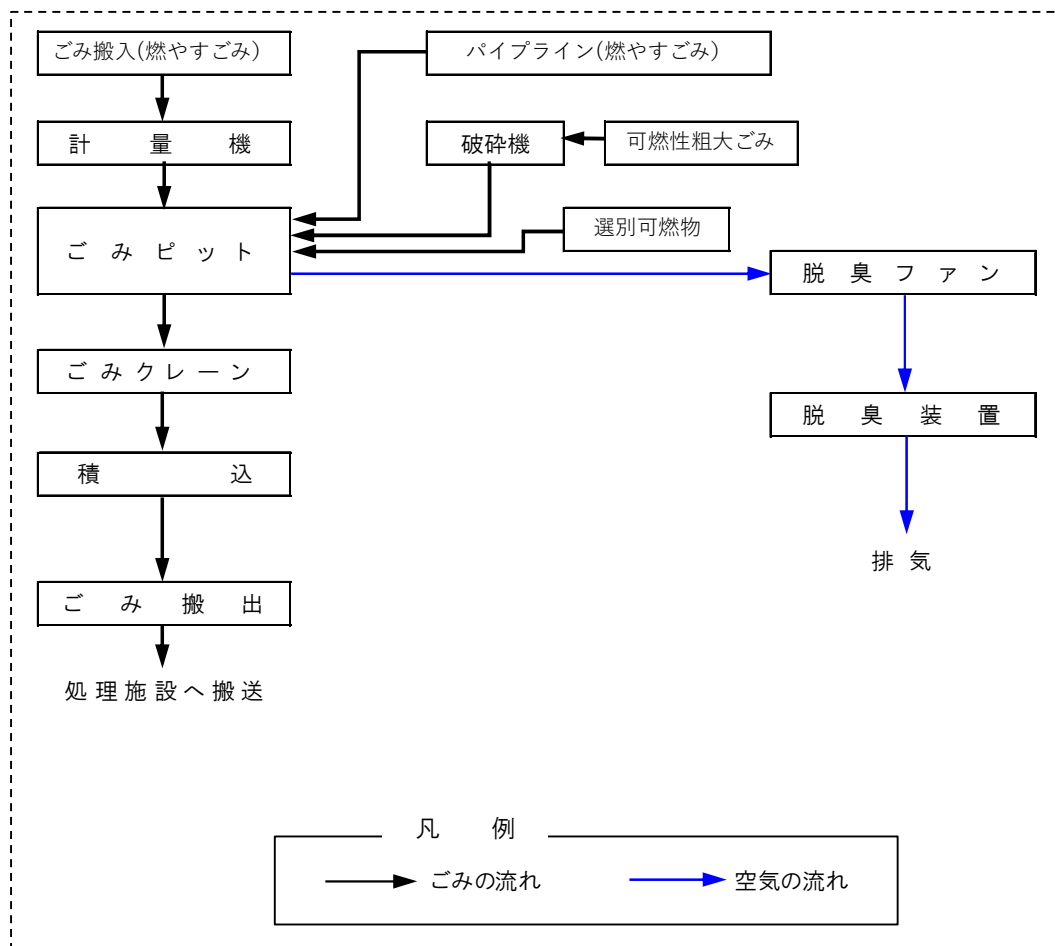 ごみ搬入(燃やすごみ)
パイプライン(燃やすごみ)
計量機
破砕機
可燃性粗大ごみ
ごみピット
選別可燃物
脱臭ファン
ごみクレーン
脱臭装置
積込
排気
ごみ搬出
処理施設へ搬送
凡例
ごみの流れ
空気の流れ